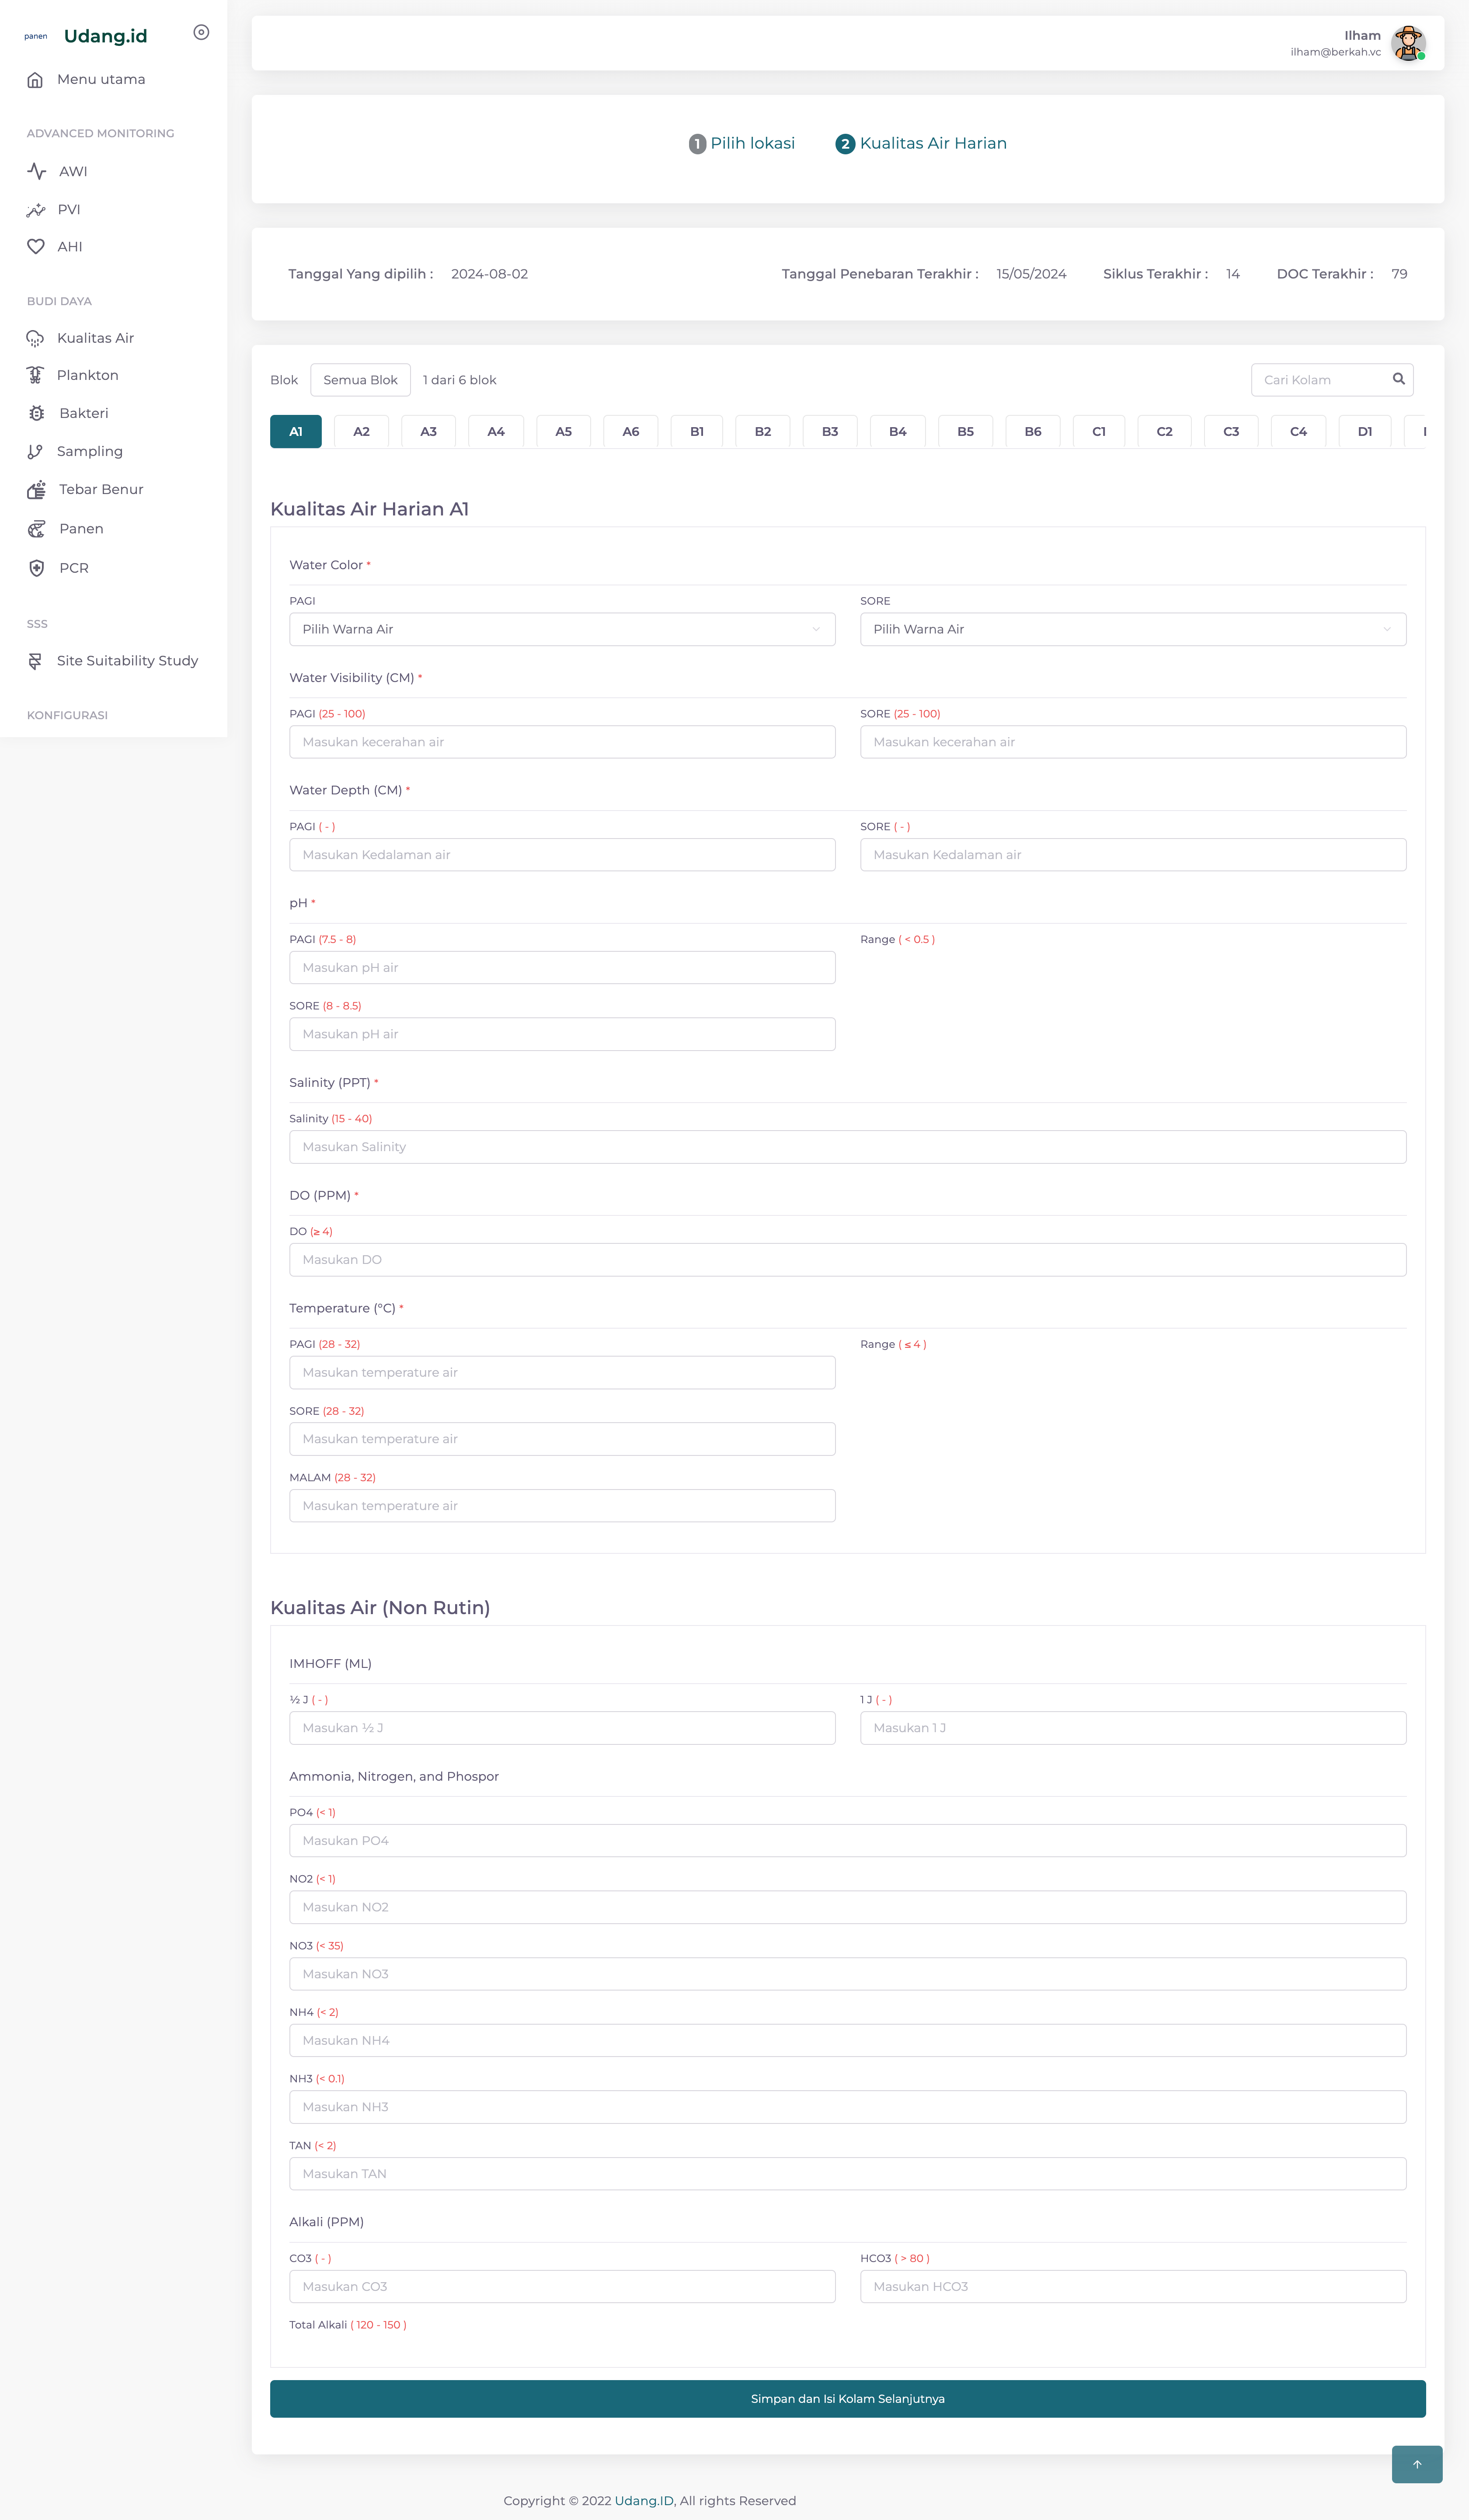 panen
Udang.id
Menu utama
ADVANCED MONITORING
AWI
PVI
AHI
BUDI DAYA
Kualitas Air
Plankton
Bakteri
Sampling
Tebar Benur
Panen
PCR
SSS
Site Suitability Study
KONFIGURASI
Ilham
ilham@berkah.vc
1 Pilih lokasi 2 Kualitas Air Harian
Tanggal Yang dipilih : 2024-08-02 Tanggal Penebaran Terakhir : 15/05/2024 Siklus Terakhir : 14 DOC Terakhir : 79
Blok Semua Blok 1 dari 6 blok Cari Kolam
A1 A2 A3 A4 A5 A6 B1 B2 B3 B4 B5 B6 C1 C2 C3 C4 D1
Kualitas Air Harian A1
Water Color *
PAGI SORE
Pilih Warna Air Pilih Warna Air
Water Visibility (CM) *
PAGI (25 - 100) SORE (25 - 100)
Masukan kecerahan air Masukan kecerahan air
Water Depth (CM) *
PAGI ( - ) SORE ( - )
Masukan Kedalaman air Masukan Kedalaman air
pH *
PAGI (7.5 - 8) Range ( < 0.5 )
Masukan pH air
SORE (8 - 8.5)
Masukan pH air
Salinity (PPT) *
Salinity (15 - 40)
Masukan Salinity
DO (PPM) *
DO (≥ 4)
Masukan DO
Temperature (°C) *
PAGI (28 - 32) Range ( ≤ 4 )
Masukan temperature air
SORE (28 - 32)
Masukan temperature air
MALAM (28 - 32)
Masukan temperature air
Kualitas Air (Non Rutin)
IMHOFF (ML)
½ J ( - ) 1 J ( - )
Masukan ½ J Masukan 1 J
Ammonia, Nitrogen, and Phospor
PO4 (< 1)
Masukan PO4
NO2 (< 1)
Masukan NO2
NO3 (< 35)
Masukan NO3
NH4 (< 2)
Masukan NH4
NH3 (< 0.1)
Masukan NH3
TAN (< 2)
Masukan TAN
Alkali (PPM)
CO3 ( - ) HCO3 ( > 80 )
Masukan CO3 Masukan HCO3
Total Alkali ( 120 - 150 )
Simpan dan Isi Kolam Selanjutnya
Copyright © 2022 Udang.ID, All rights Reserved